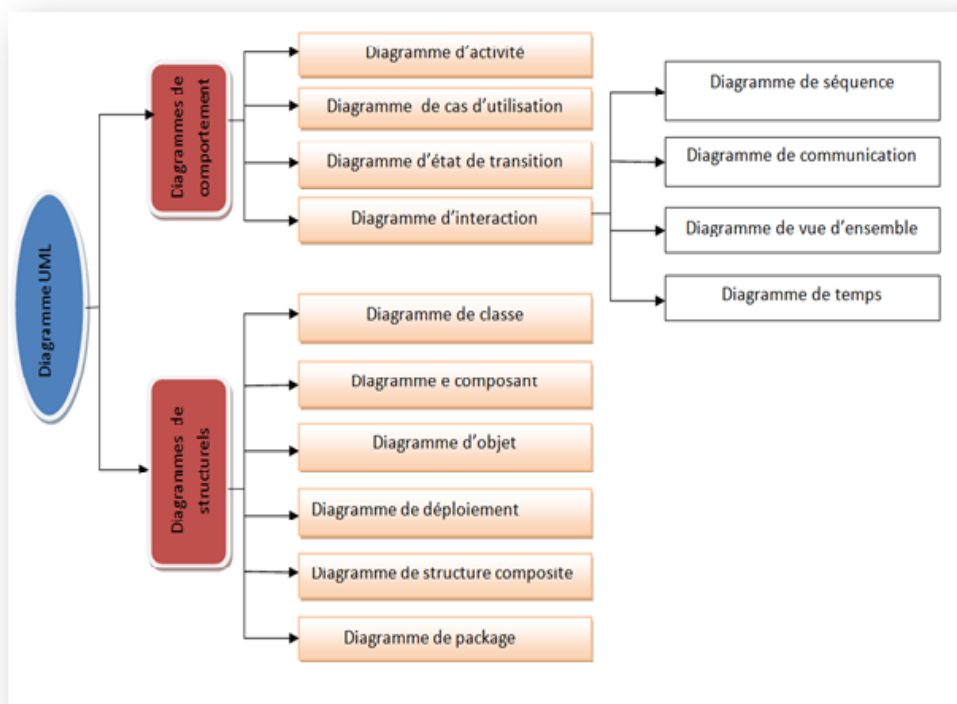 Diagramme UML
Diagrammes de
comportement
Diagramme d'activité
Diagramme de cas d'utilisation
Diagramme d'état de transition
Diagramme d'interaction
Diagramme de séquence
Diagramme de communication
Diagramme de vue d'ensemble
Diagramme de temps
Diagrammes de
structurels
Diagramme de classe
Diagramme e composant
Diagramme d'objet
Diagramme de déploiement
Diagramme de structure composite
Diagramme de package